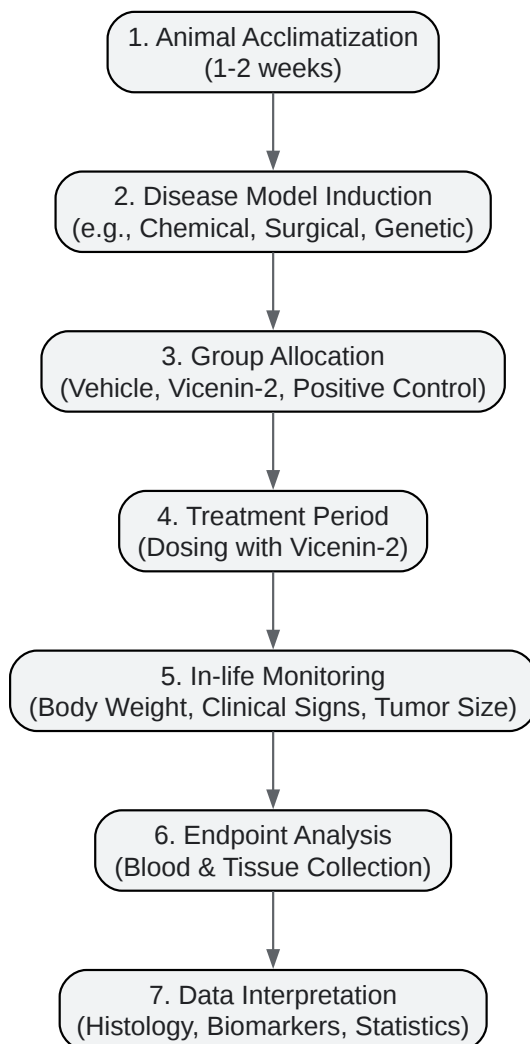 1. Animal Acclimatization
(1-2 weeks)
2. Disease Model Induction
(e.g., Chemical, Surgical, Genetic)
3. Group Allocation
(Vehicle, Vicenin-2, Positive Control)
4. Treatment Period
(Dosing with Vicenin-2)
5. In-life Monitoring
(Body Weight, Clinical Signs, Tumor Size)
6. Endpoint Analysis
(Blood & Tissue Collection)
7. Data Interpretation
(Histology, Biomarkers, Statistics)